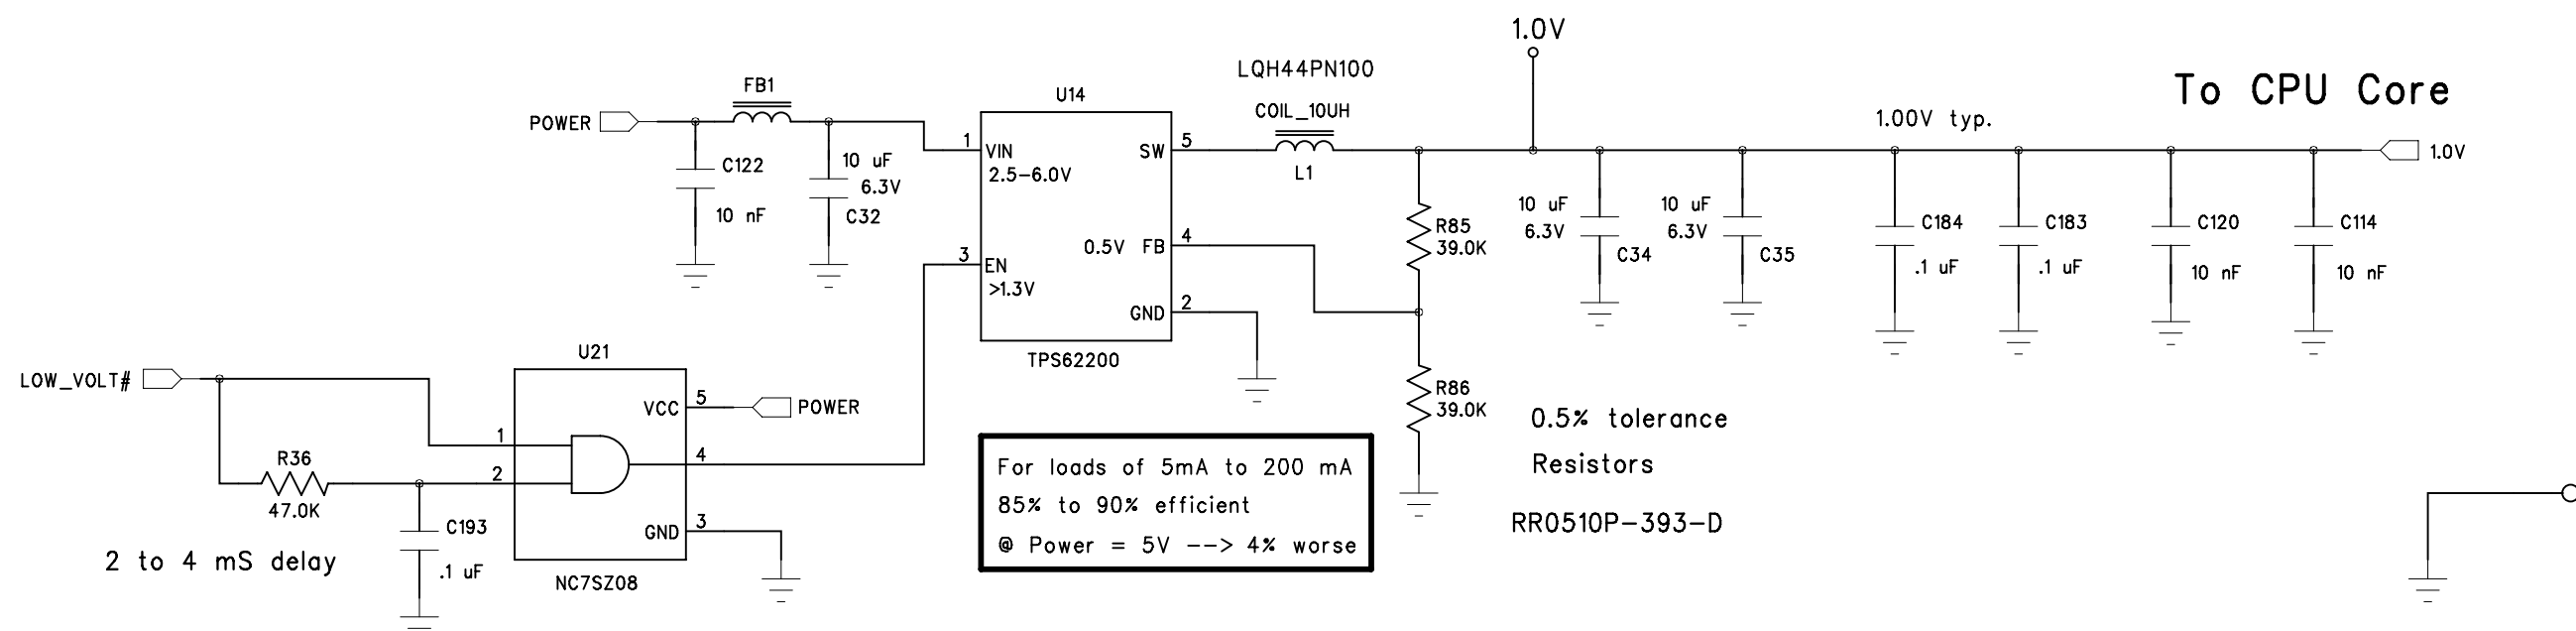 1.0V
To CPU Core
LQH44PN100
FB1
U14
COIL_10UH
1.00V typ.
POWER
1
VIN
2.5-6.0V
SW
5
L1
1.0V
C122
10 nF
10 uF
6.3V
C32
10 uF
6.3V
C34
10 uF
6.3V
C35
C184
.1 uF
C183
.1 uF
C120
10 nF
C114
10 nF
R85
39.0K
0.5V FB
4
3
EN
>1.3V
GND
2
TPS62200
U21
LOW_VOLT#
VCC
5
POWER
R86
39.0K
0.5% tolerance
Resistors
RR0510P-393-D
1
2
4
R36
47.0K
For loads of 5mA to 200 mA
85% to 90% efficient
@ Power = 5V --> 4% worse
C193
.1 uF
GND
3
2 to 4 mS delay
NC7SZ08